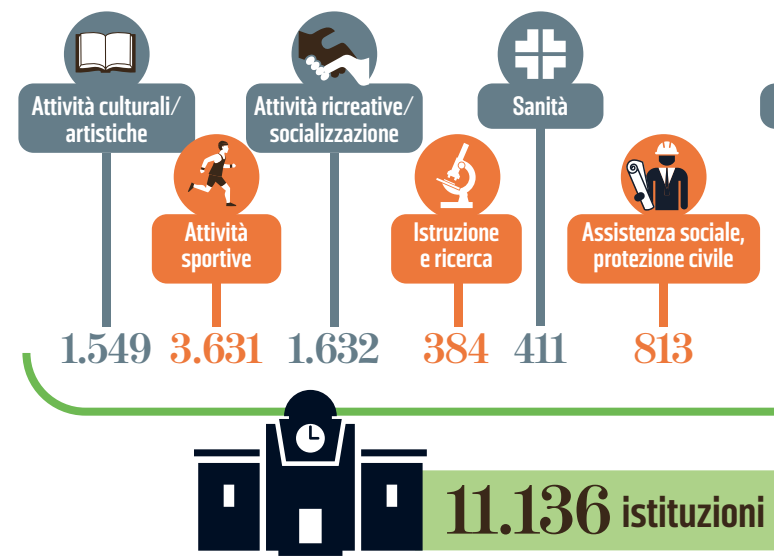 Attività culturali/
artistiche
Attività ricreative/
socializzazione
Sanità
Attività
sportive
Istruzione
e ricerca
Assistenza sociale,
protezione civile
1.549 3.631 1.632 384 411 813
11.136 istituzioni